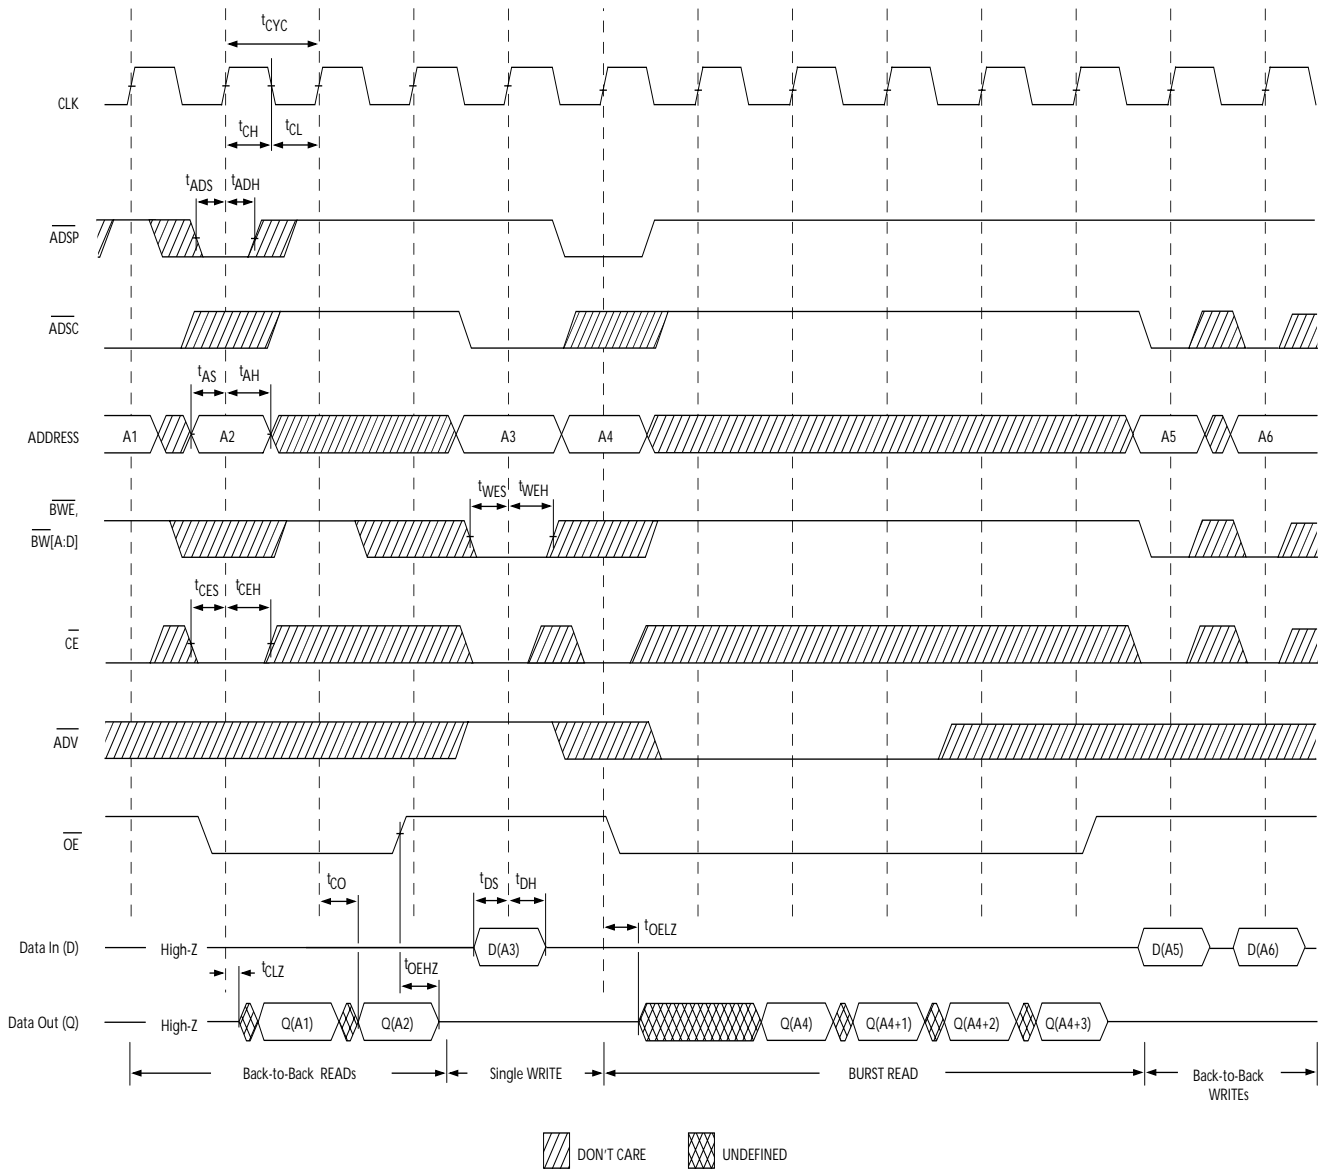 tCYC
CLK
tCH
tCL
tADS
tADH
ADSP
ADSC
tAS
tAH
ADDRESS
A1
A2
A3
A4
A5
A6
tWES
tWEH
BWE,
BW[A:D]
tCES
tCEH
CE
ADV
OE
tCO
tDS
tDH
tOELZ
Data In (D)
High-Z
D(A3)
D(A5)
D(A6)
tCLZ
tOEHZ
Data Out (Q)
High-Z
Q(A1)
Q(A2)
Q(A4)
Q(A4+1)
Q(A4+2)
Q(A4+3)
Back-to-Back READs
Single WRITE
BURST READ
Back-to-Back
WRITEs
DON'T CARE
UNDEFINED